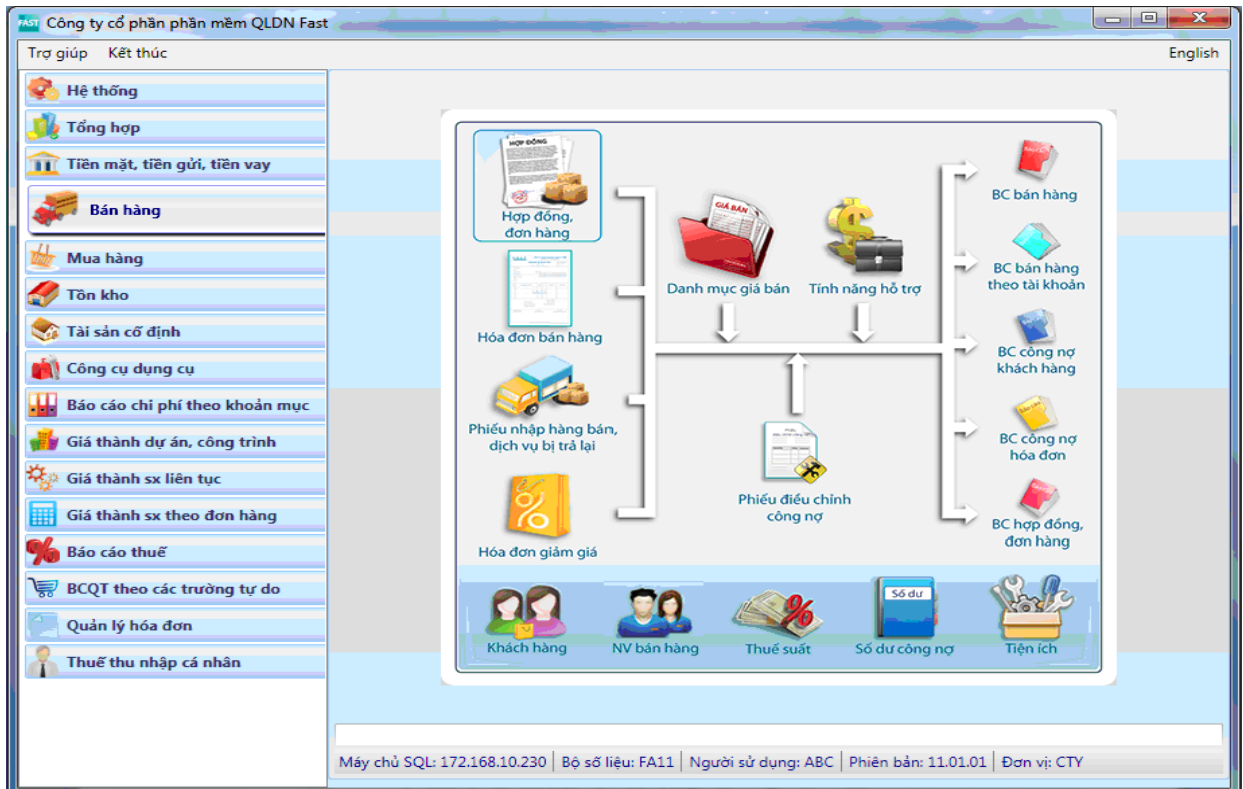 FAST Công ty cổ phần phần mềm QLDN Fast
Trợ giúp Kết thúc English
Hệ thống
Tổng hợp
Tiền mặt, tiền gửi, tiền vay
Bán hàng
Mua hàng
Tồn kho
Tài sản cố định
Công cụ dụng cụ
Báo cáo chi phí theo khoản mục
Giá thành dự án, công trình
Giá thành sx liên tục
Giá thành sx theo đơn hàng
Báo cáo thuế
BCQT theo các trường tự do
Quản lý hóa đơn
Thuế thu nhập cá nhân
HỢP ĐỒNG
Hợp đồng,
đơn hàng
Hóa đơn bán hàng
Phiếu nhập hàng bán,
dịch vụ bị trả lại
Hóa đơn giảm giá
GIÁ BÁN
Danh mục giá bán
Tính năng hỗ trợ
Phiếu điều chỉnh
công nợ
BC bán hàng
BC bán hàng
theo tài khoản
BC công nợ
khách hàng
BC công nợ
hóa đơn
BC hợp đồng,
đơn hàng
Khách hàng
NV bán hàng
Thuế suất
Số dư
Số dư công nợ
Tiện ích
Máy chủ SQL: 172.168.10.230 Bộ số liệu: FA11 Người sử dụng: ABC Phiên bản: 11.01.01 Đơn vị: CTY